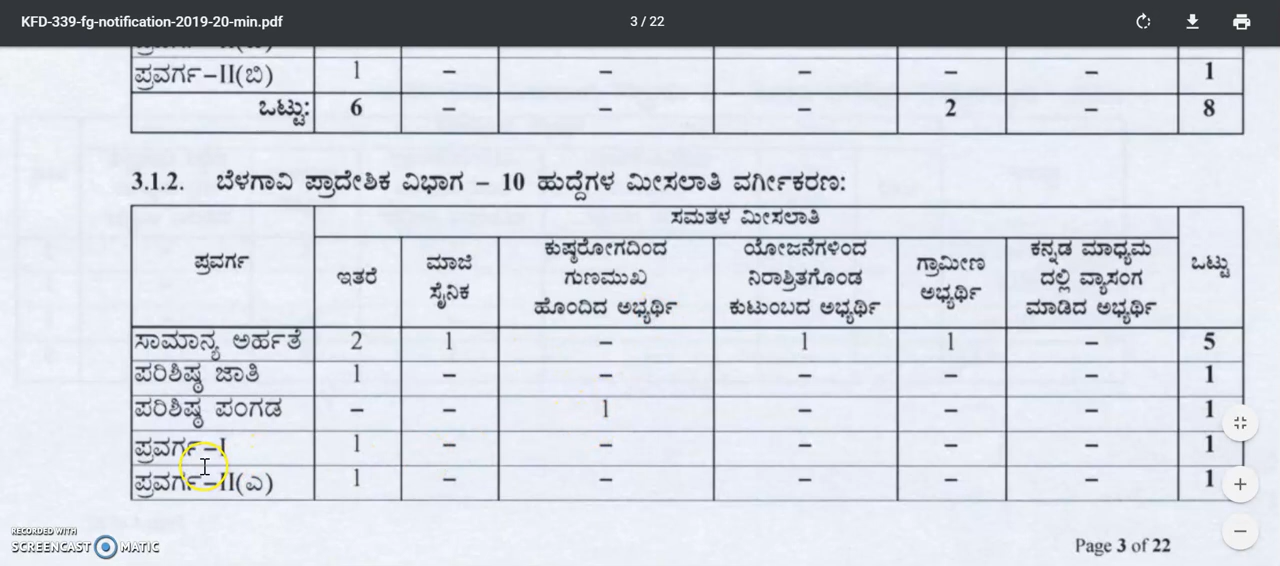 KFD-339-fg-notification-2019-20-min.pdf 3 / 22
ಪ್ರವರ್ಗ–II(ಬಿ) 1 – – – – – 1
ಒಟ್ಟು: 6 – – – 2 – 8
3.1.2. ಬೆಳಗಾವಿ ಪ್ರಾದೇಶಿಕ ವಿಭಾಗ – 10 ಹುದ್ದೆಗಳ ಮೀಸಲಾತಿ ವರ್ಗೀಕರಣ:
ಸಮತಳ ಮೀಸಲಾತಿ
ಪ್ರವರ್ಗ
ಇತರೆ
ಮಾಜಿ
ಸೈನಿಕ
ಕುಷ್ಠರೋಗದಿಂದ
ಗುಣಮುಖ
ಹೊಂದಿದ ಅಭ್ಯರ್ಥಿ
ಯೋಜನೆಗಳಿಂದ
ನಿರಾಶ್ರಿತಗೊಂಡ
ಕುಟುಂಬದ ಅಭ್ಯರ್ಥಿ
ಗ್ರಾಮೀಣ
ಅಭ್ಯರ್ಥಿ
ಕನ್ನಡ ಮಾಧ್ಯಮ
ದಲ್ಲಿ ವ್ಯಾಸಂಗ
ಮಾಡಿದ ಅಭ್ಯರ್ಥಿ
ಒಟ್ಟು
ಸಾಮಾನ್ಯ ಅರ್ಹತೆ 2 1 – 1 1 – 5
ಪರಿಶಿಷ್ಠ ಜಾತಿ 1 – – – – – 1
ಪರಿಶಿಷ್ಠ ಪಂಗಡ – – 1 – – – 1
ಪ್ರವರ್ಗ–I 1 – – – – – 1
ಪ್ರವರ್ಗ–II(ಎ) 1 – – – – – 1
RECORDED WITH
SCREENCAST MATIC
Page 3 of 22